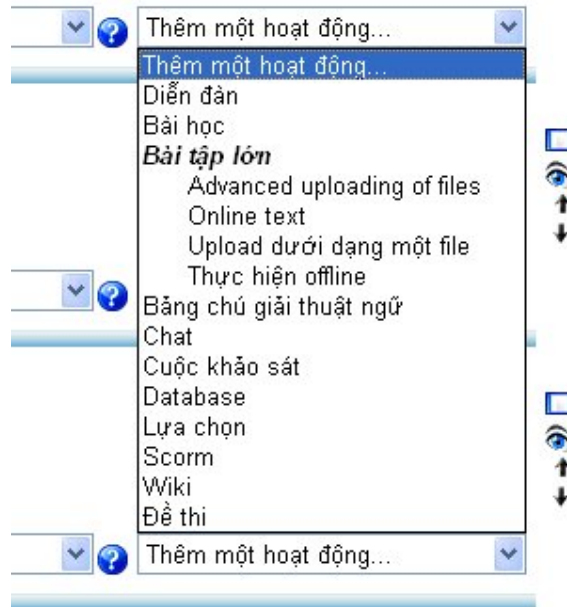 Thêm một hoạt động...
Thêm một hoạt động...
Diễn đàn
Bài học
Bài tập lớn
Advanced uploading of files
Online text
Upload dưới dạng một file
Thực hiện offline
Bảng chú giải thuật ngữ
Chat
Cuộc khảo sát
Database
Lựa chọn
Scorm
Wiki
Đề thi
Thêm một hoạt động...